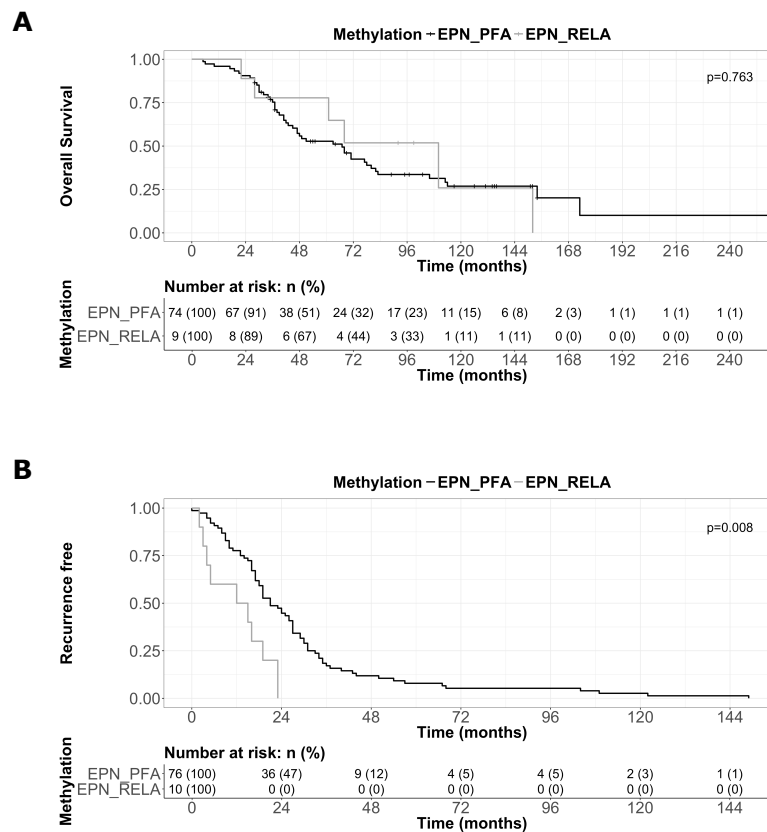 A
Methylation EPN_PFA EPN_RELA
1.00
0.75
0.50
0.25
0.00
Overall Survival
p=0.763
0 24 48 72 96 120 144 168 192 216 240
Time (months)
Number at risk: n (%)
Methylation
EPN_PFA 74 (100) 67 (91) 38 (51) 24 (32) 17 (23) 11 (15) 6 (8) 2 (3) 1 (1) 1 (1) 1 (1)
EPN_RELA 9 (100) 8 (89) 6 (67) 4 (44) 3 (33) 1 (11) 1 (11) 0 (0) 0 (0) 0 (0) 0 (0)
0 24 48 72 96 120 144 168 192 216 240
Time (months)
B
Methylation EPN_PFA EPN_RELA
1.00
0.75
0.50
0.25
0.00
Recurrence free
p=0.008
0 24 48 72 96 120 144
Time (months)
Number at risk: n (%)
Methylation
EPN_PFA 76 (100) 36 (47) 9 (12) 4 (5) 4 (5) 2 (3) 1 (1)
EPN_RELA 10 (100) 0 (0) 0 (0) 0 (0) 0 (0) 0 (0) 0 (0)
0 24 48 72 96 120 144
Time (months)